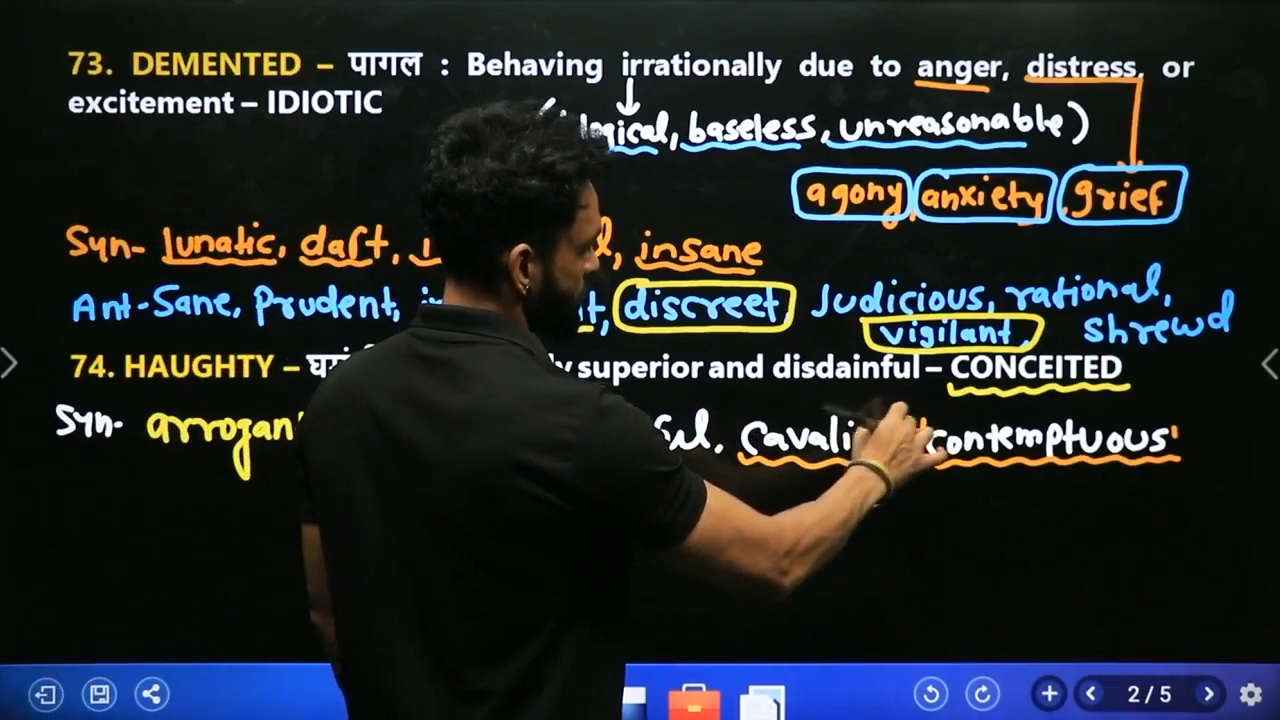 73. DEMENTED – पागल : Behaving irrationally due to anger, distress, or
excitement – IDIOTIC
logical, baseless, unreasonable)
agony, anxiety, grief
Syn- lunatic, daft, insane
Ant-Sane, Prudent, discreet, Judicious, rational,
vigilant, Shrewd
74. HAUGHTY – superior and disdainful – CONCEITED
Syn- contemptuous
2 / 5